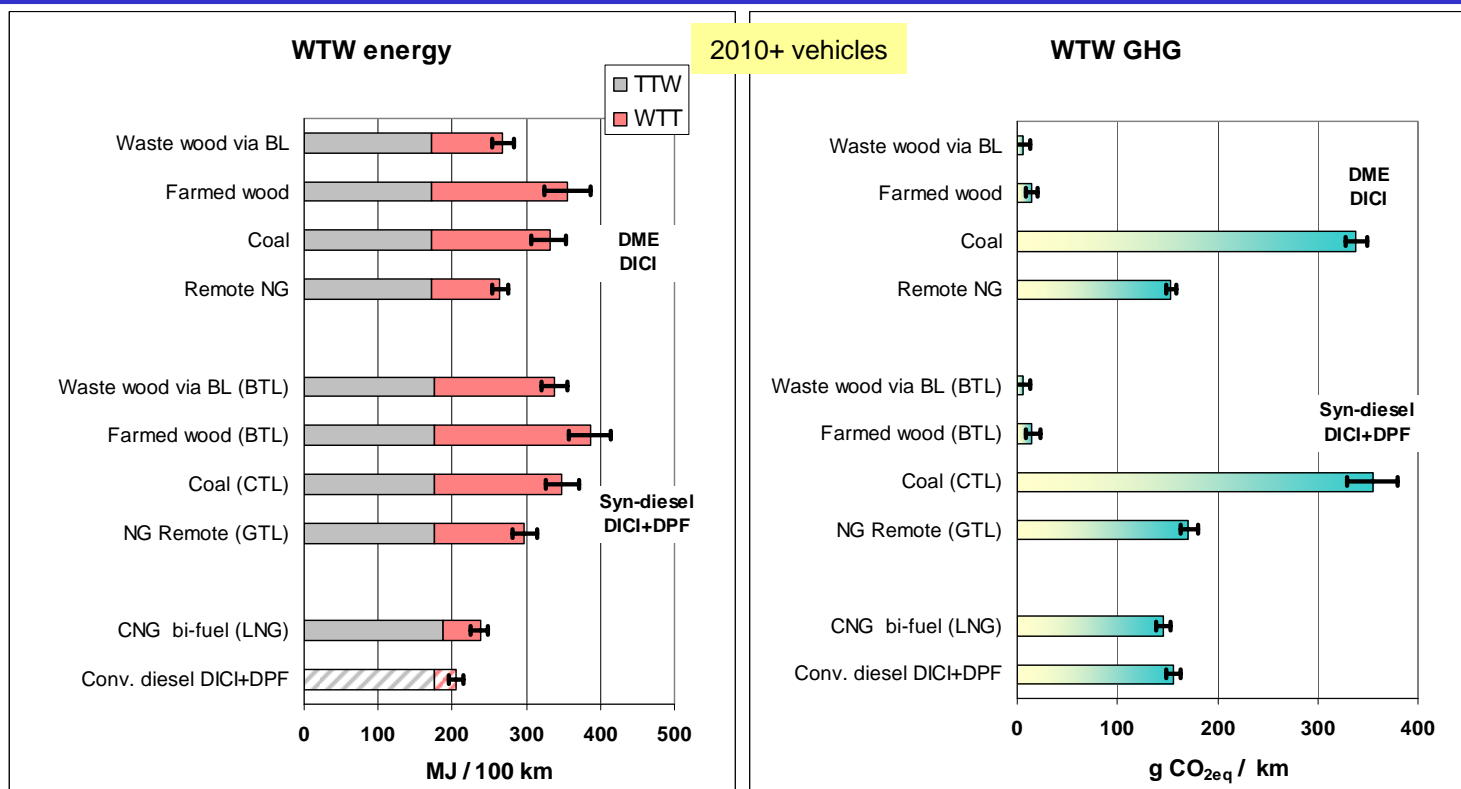 2010+ vehicles
WTW energy
TTW
WTT
Waste wood via BL
Farmed wood
Coal
Remote NG
DME
DICI
Waste wood via BL (BTL)
Farmed wood (BTL)
Coal (CTL)
NG Remote (GTL)
Syn-diesel
DICI+DPF
CNG bi-fuel (LNG)
Conv. diesel DICI+DPF
0 100 200 300 400 500
MJ / 100 km
WTW GHG
Waste wood via BL
Farmed wood
Coal
Remote NG
DME
DICI
Waste wood via BL (BTL)
Farmed wood (BTL)
Coal (CTL)
NG Remote (GTL)
Syn-diesel
DICI+DPF
CNG bi-fuel (LNG)
Conv. diesel DICI+DPF
0 100 200 300 400
g CO2eq / km